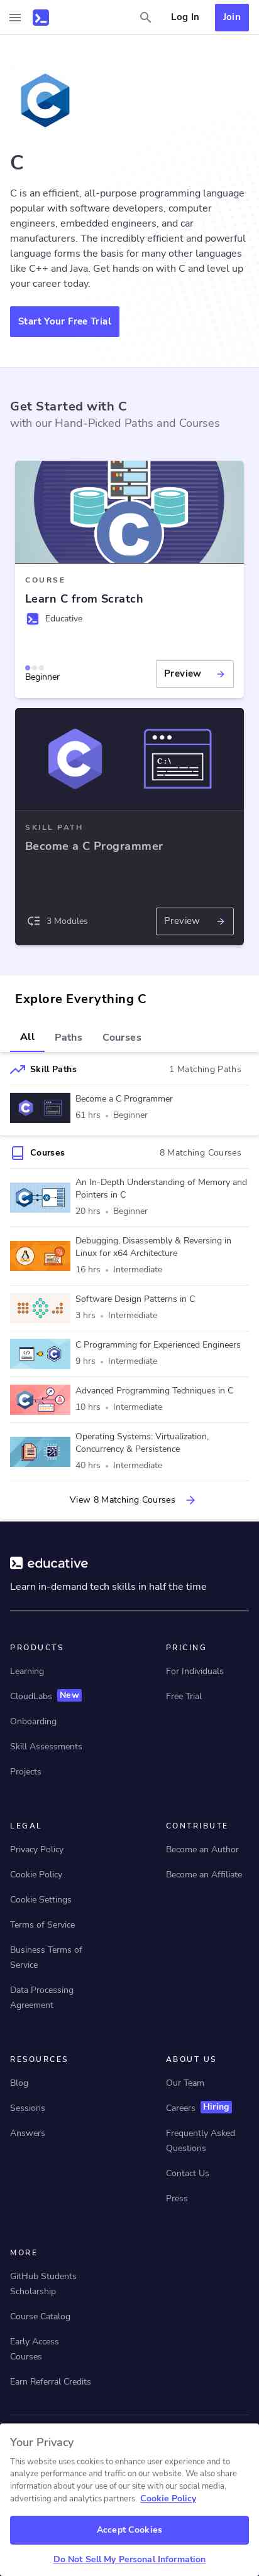 Log In
Join
C
C is an efficient, all-purpose programming language
popular with software developers, computer
engineers, embedded engineers, and car
manufacturers. The incredibly efficient and powerful
language forms the basis for many other languages
like C++ and Java. Get hands on with C and level up
your career today.
Start Your Free Trial
Get Started with C
with our Hand-Picked Paths and Courses
C
COURSE
Learn C from Scratch
Educative
Beginner
Preview
C
C:\
SKILL PATH
Become a C Programmer
3 Modules
Preview
Explore Everything C
All
Paths
Courses
Skill Paths
1 Matching Paths
Become a C Programmer
61 hrs • Beginner
Courses
8 Matching Courses
An In-Depth Understanding of Memory and
Pointers in C
20 hrs • Beginner
Debugging, Disassembly & Reversing in
Linux for x64 Architecture
16 hrs • Intermediate
Software Design Patterns in C
3 hrs • Intermediate
C Programming for Experienced Engineers
9 hrs • Intermediate
Advanced Programming Techniques in C
10 hrs • Intermediate
Operating Systems: Virtualization,
Concurrency & Persistence
40 hrs • Intermediate
View 8 Matching Courses
educative
Learn in-demand tech skills in half the time
PRODUCTS
Learning
CloudLabs New
Onboarding
Skill Assessments
Projects
PRICING
For Individuals
Free Trial
LEGAL
Privacy Policy
Cookie Policy
Cookie Settings
Terms of Service
Business Terms of
Service
Data Processing
Agreement
CONTRIBUTE
Become an Author
Become an Affiliate
RESOURCES
Blog
Sessions
Answers
ABOUT US
Our Team
Careers Hiring
Frequently Asked
Questions
Contact Us
Press
MORE
GitHub Students
Scholarship
Course Catalog
Early Access
Courses
Earn Referral Credits
Your Privacy
This website uses cookies to enhance user experience and to
analyze performance and traffic on our website. We also share
information about your use of our site with our social media,
advertising and analytics partners. Cookie Policy
Accept Cookies
Do Not Sell My Personal Information